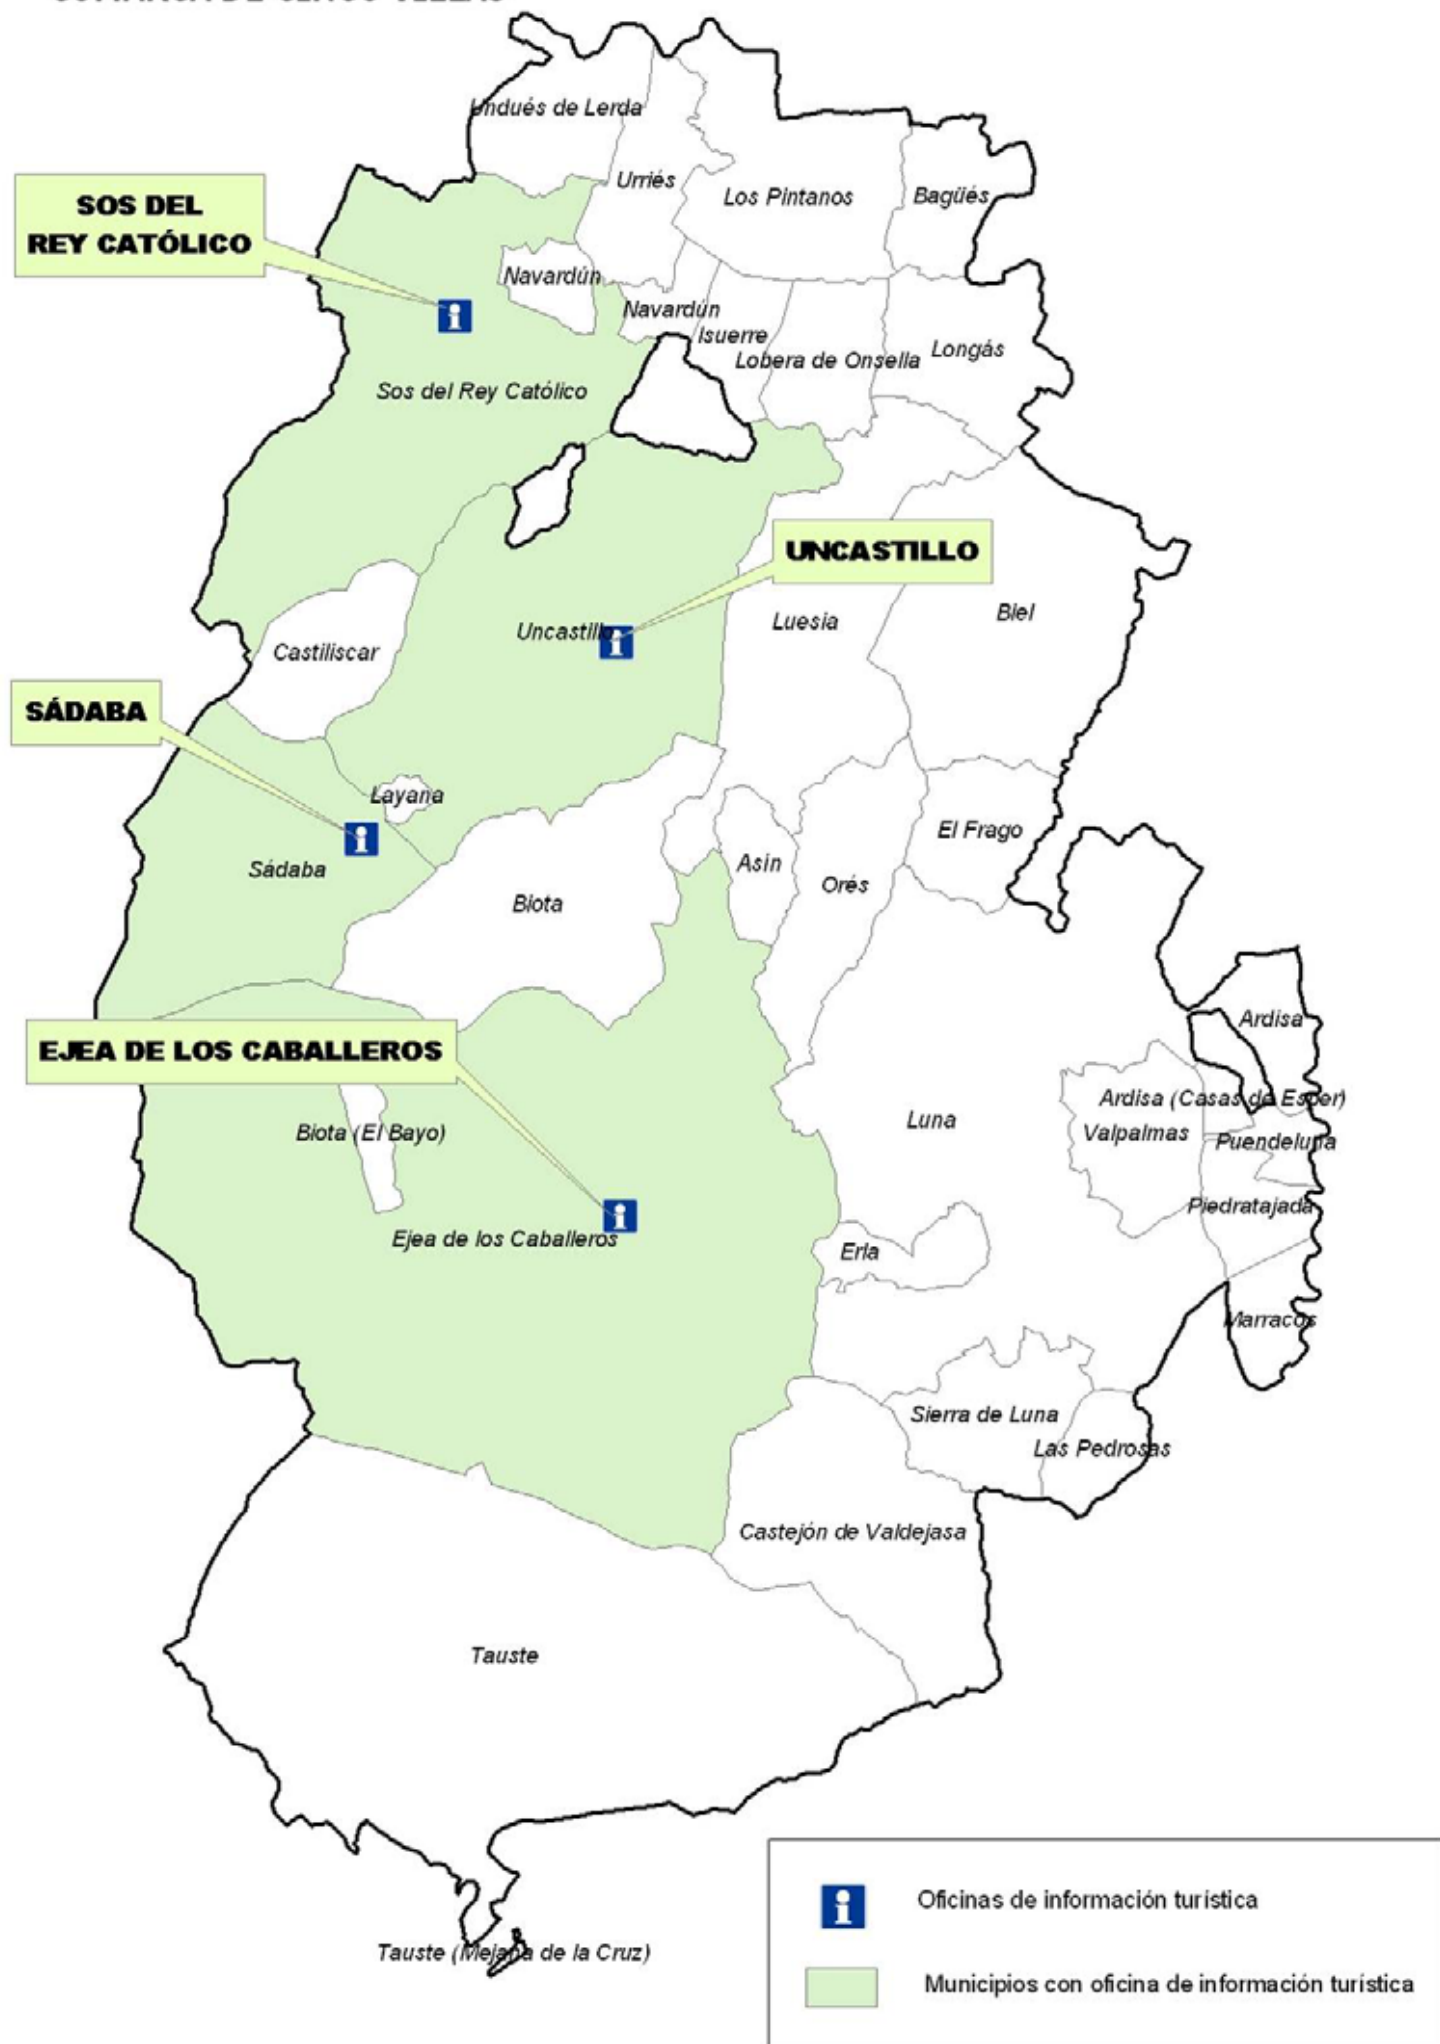 Undués de Lerda
Urriés
Los Pintanos
Bagüés
SOS DEL
REY CATÓLICO
Navardún
Navardún
Isuerre
Lobera de Onsella
Longás
Sos del Rey Católico
UNCASTILLO
Uncastillo
Luesia
Biel
Castiliscar
SÁDABA
Layana
Sádaba
Biota
Asín
Orés
El Frago
EJEA DE LOS CABALLEROS
Ardisa
Ardisa (Casas de Esper)
Biota (El Bayo)
Luna
Valpalmas
Puendeluna
Piedratajada
Ejea de los Caballeros
Erla
Marracos
Sierra de Luna
Las Pedrosas
Castejón de Valdejasa
Tauste
Tauste (Mejana de la Cruz)
Oficinas de información turística
Municipios con oficina de información turística